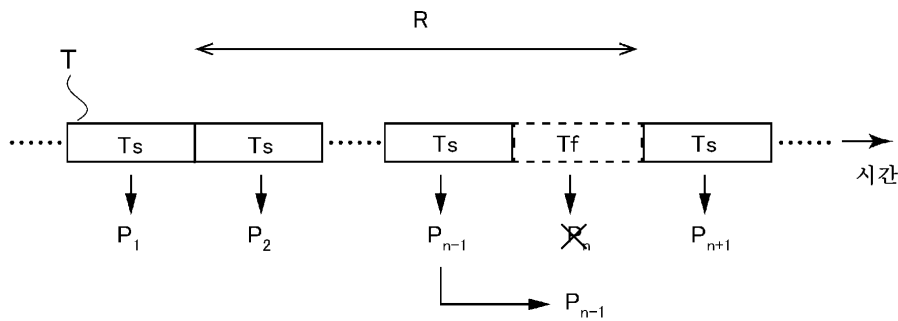 R
T
Ts Ts Ts Tf Ts
시간
P1 P2 Pn-1 Pn Pn+1
Pn-1